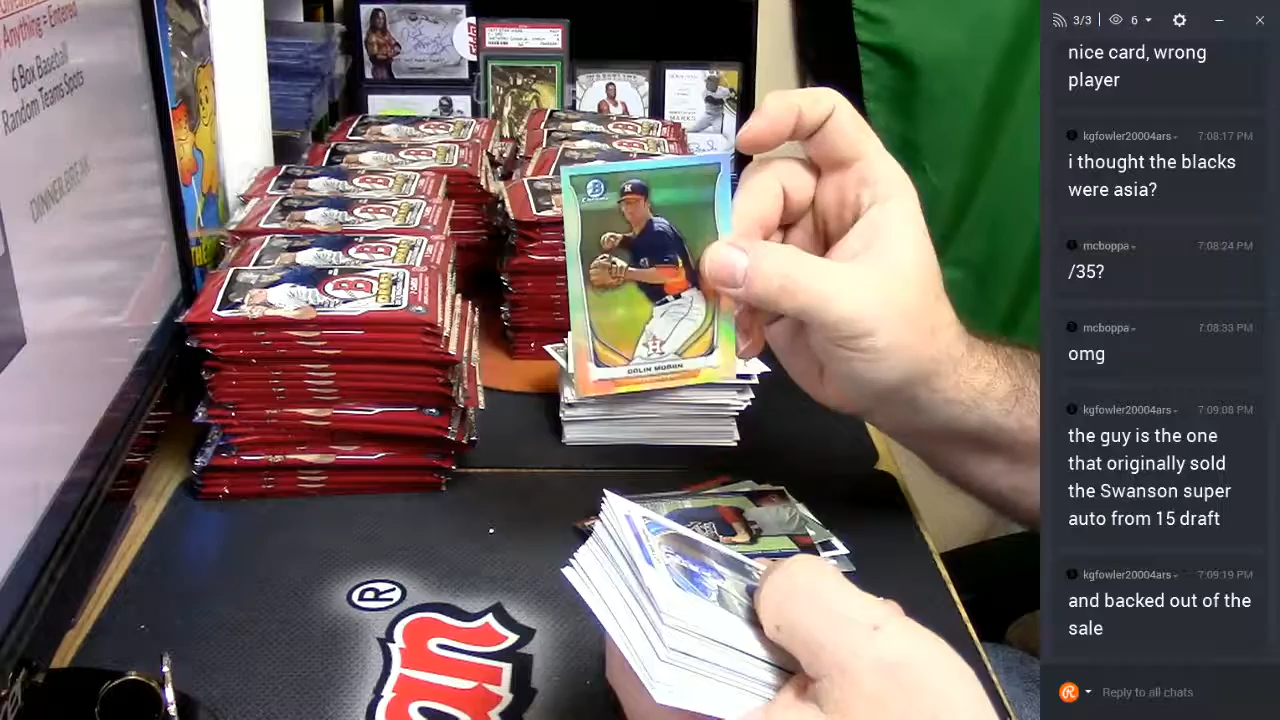 Anything = Entered
6 Box Baseball
Random Teams Spots
DINNER BREAK
B
DRAFT
COLIN MORAN
an®
3/3
6
nice card, wrong
player
kgfowler20004ars
7:08:17 PM
i thought the blacks
were asia?
mcboppa
7:08:24 PM
/35?
mcboppa
7:08:33 PM
omg
kgfowler20004ars
7:09:08 PM
the guy is the one
that originally sold
the Swanson super
auto from 15 draft
kgfowler20004ars
7:09:19 PM
and backed out of the
sale
Reply to all chats